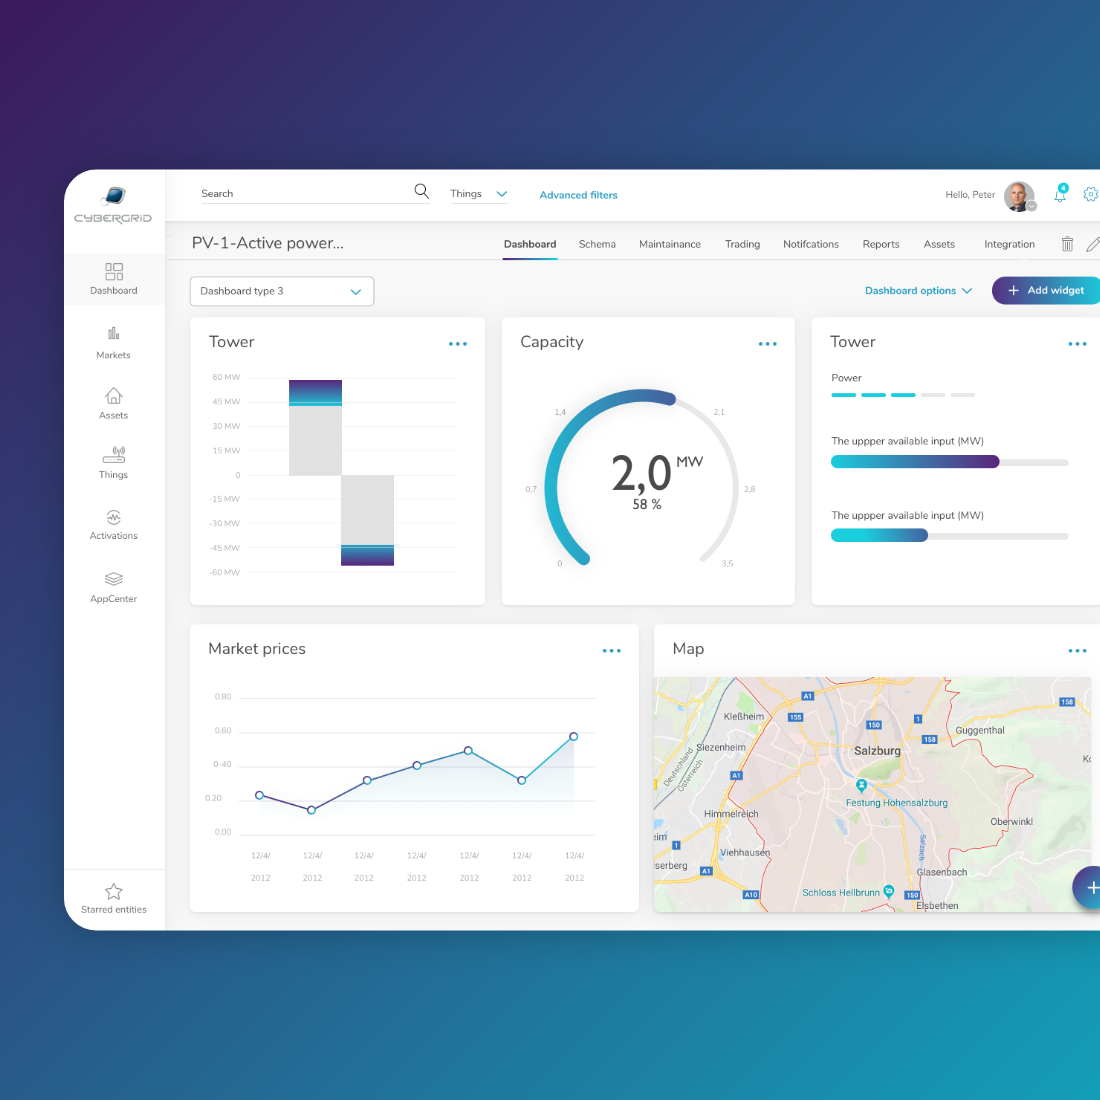 CYBERGRID
Search
Things
Advanced filters
Hello, Peter
4
PV-1-Active power...
Dashboard
Schema
Maintainance
Trading
Notifcations
Reports
Assets
Integration
Dashboard
Markets
Assets
Things
Activations
AppCenter
Starred entities
Dashboard type 3
Dashboard options
+ Add widget
Tower
60 MW
45 MW
30 MW
15 MW
0
-15 MW
-30 MW
-45 MW
-60 MW
Capacity
1,4
2,1
0,7
2,8
0
3,5
2,0 MW
58 %
Tower
Power
The uppper available input (MW)
The uppper available input (MW)
Market prices
0.80
0.60
0-40
0.20
0.00
12/4/ 12/4/ 12/4/ 12/4/ 12/4/ 12/4/ 12/4/
2012 2012 2012 2012 2012 2012 2012
Map
A1
158
Kleßheim
155
1
150
Guggenthal
158
Siezenheim
Salzburg
Deutschland
Österreich
A1
Festung Hohensalzburg
Himmelreich
Oberwinkl
1
Viehhausen
Salzach
A1
Glasenbach
Schloss Hellbrunn
A10
150
Elsbethen